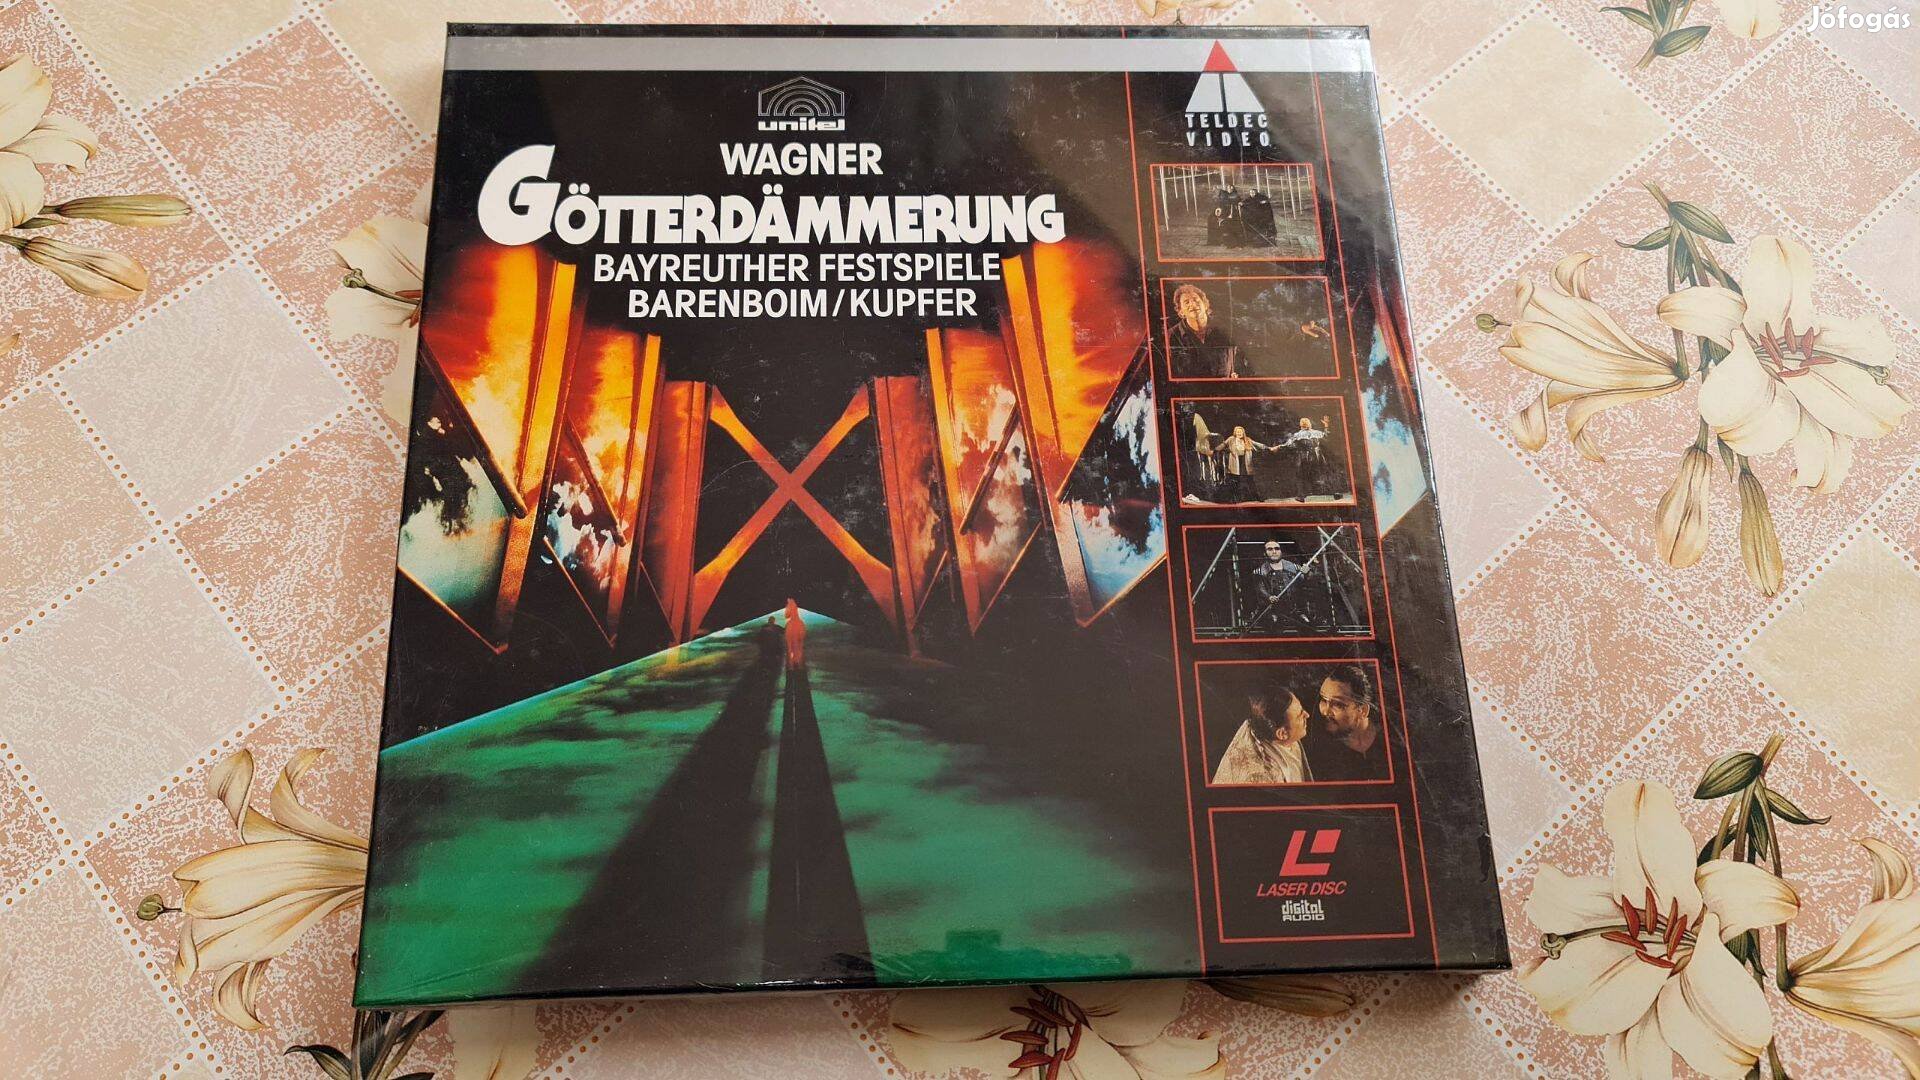 Jófogás
unitel
WAGNER
GÖTTERDÄMMERUNG
BAYREUTHER FESTSPIELE
BARENBOIM/KUPFER
TELDEC
VIDEO
LASER DISC
digital
AUDIO